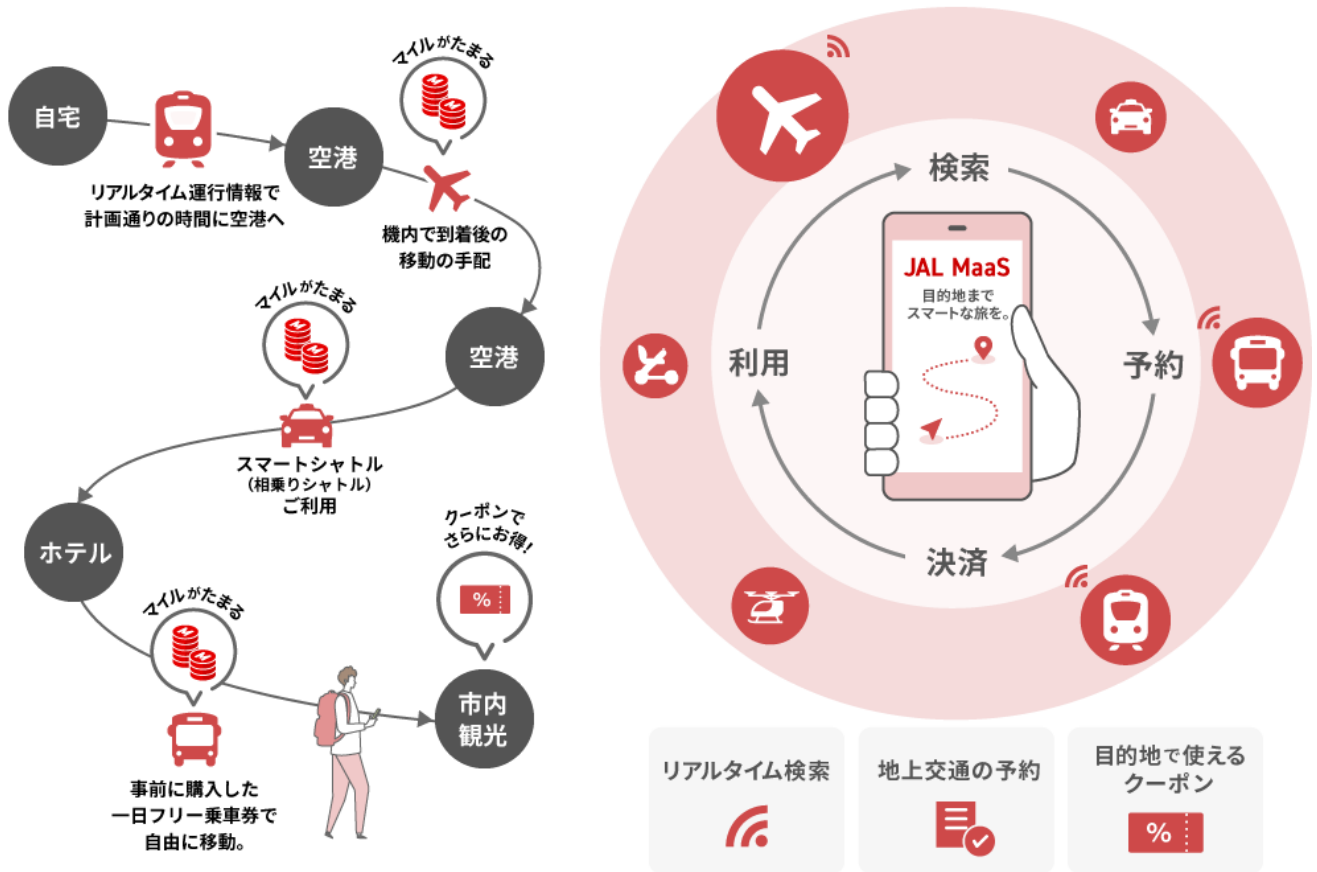 自宅
リアルタイム運行情報で
計画通りの時間に空港へ
空港
マイルがたまる
機内で到着後の
移動の手配
空港
マイルがたまる
スマートシャトル
（相乗りシャトル）
ご利用
ホテル
マイルがたまる
事前に購入した
一日フリー乗車券で
自由に移動。
クーポンで
さらにお得!
%
市内
観光
検索
予約
決済
利用
JAL MaaS
目的地まで
スマートな旅を。
リアルタイム検索
地上交通の予約
目的地で使える
クーポン
%